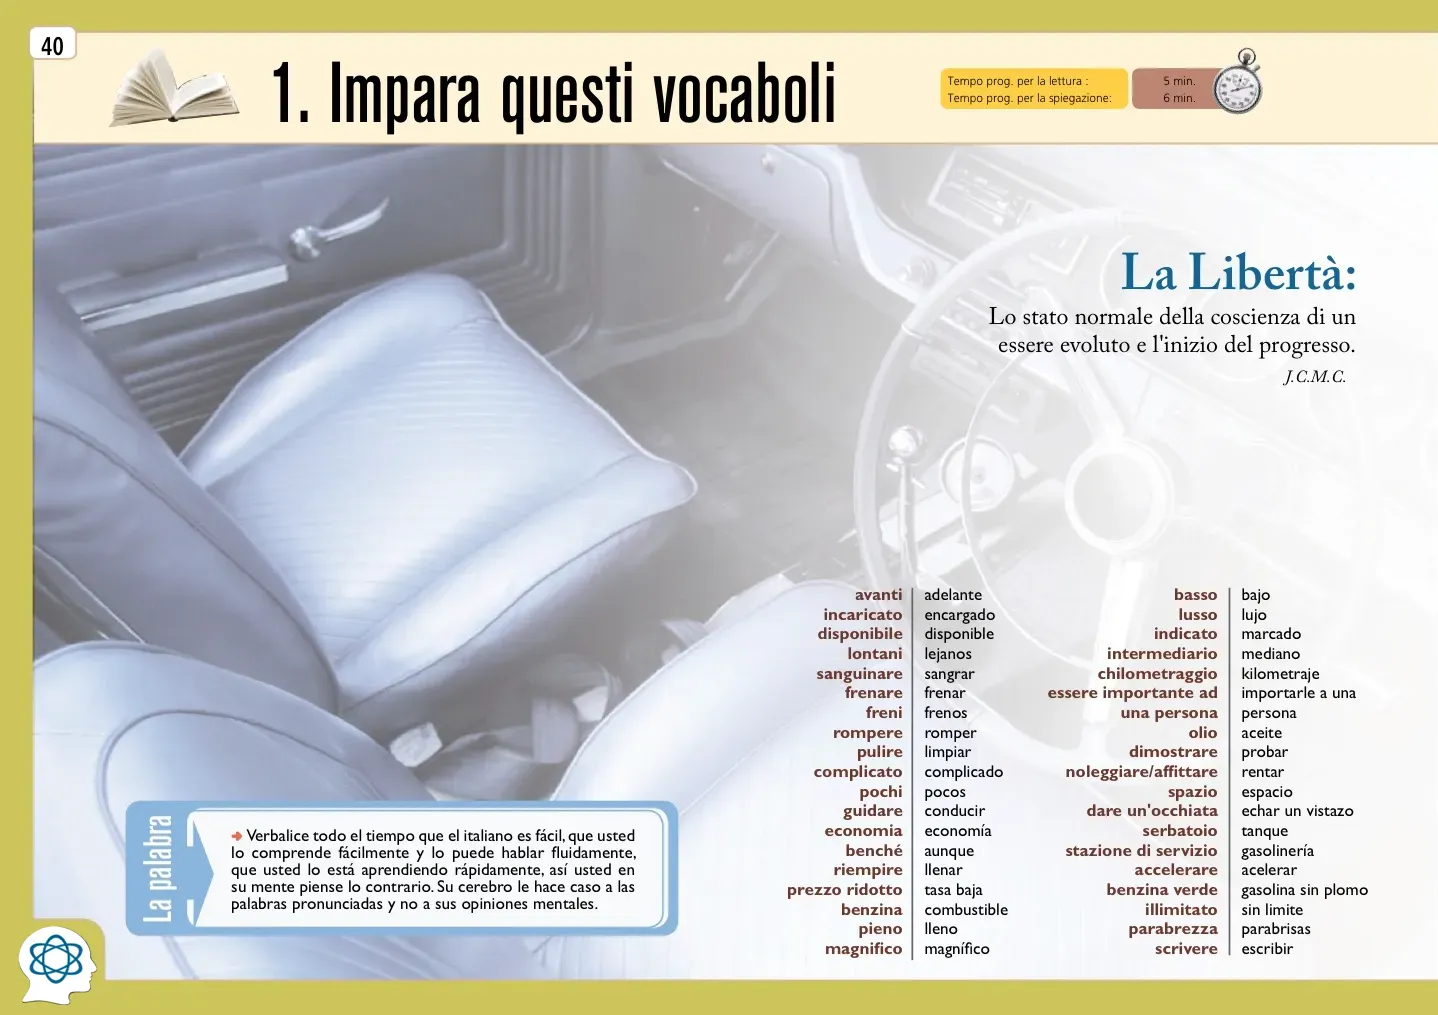 40
1. Impara questi vocaboli
Tempo prog. per la lettura : 5 min.
Tempo prog. per la spiegazione: 6 min.
La Libertà:
Lo stato normale della coscienza di un
essere evoluto e l'inizio del progresso.
J.C.M.C.
avanti adelante
incaricato encargado
disponibile disponible
lontani lejanos
sanguinare sangrar
frenare frenar
freni frenos
rompere romper
pulire limpiar
complicato complicado
pochi pocos
guidare conducir
economia economía
benché aunque
riempire llenar
prezzo ridotto tasa baja
benzina combustible
pieno lleno
magnifico magnífico
basso bajo
lusso lujo
indicato marcado
intermediario mediano
chilometraggio kilometraje
essere importante ad importarle a una
una persona persona
olio aceite
dimostrare probar
noleggiare/affittare rentar
spazio espacio
dare un'occhiata echar un vistazo
serbatoio tanque
stazione di servizio gasolinería
accelerare acelerar
benzina verde gasolina sin plomo
illimitato sin limite
parabrezza parabrisas
scrivere escribir
La palabra
➜ Verbalice todo el tiempo que el italiano es fácil, que usted
lo comprende fácilmente y lo puede hablar fluidamente,
que usted lo está aprendiendo rápidamente, así usted en
su mente piense lo contrario. Su cerebro le hace caso a las
palabras pronunciadas y no a sus opiniones mentales.